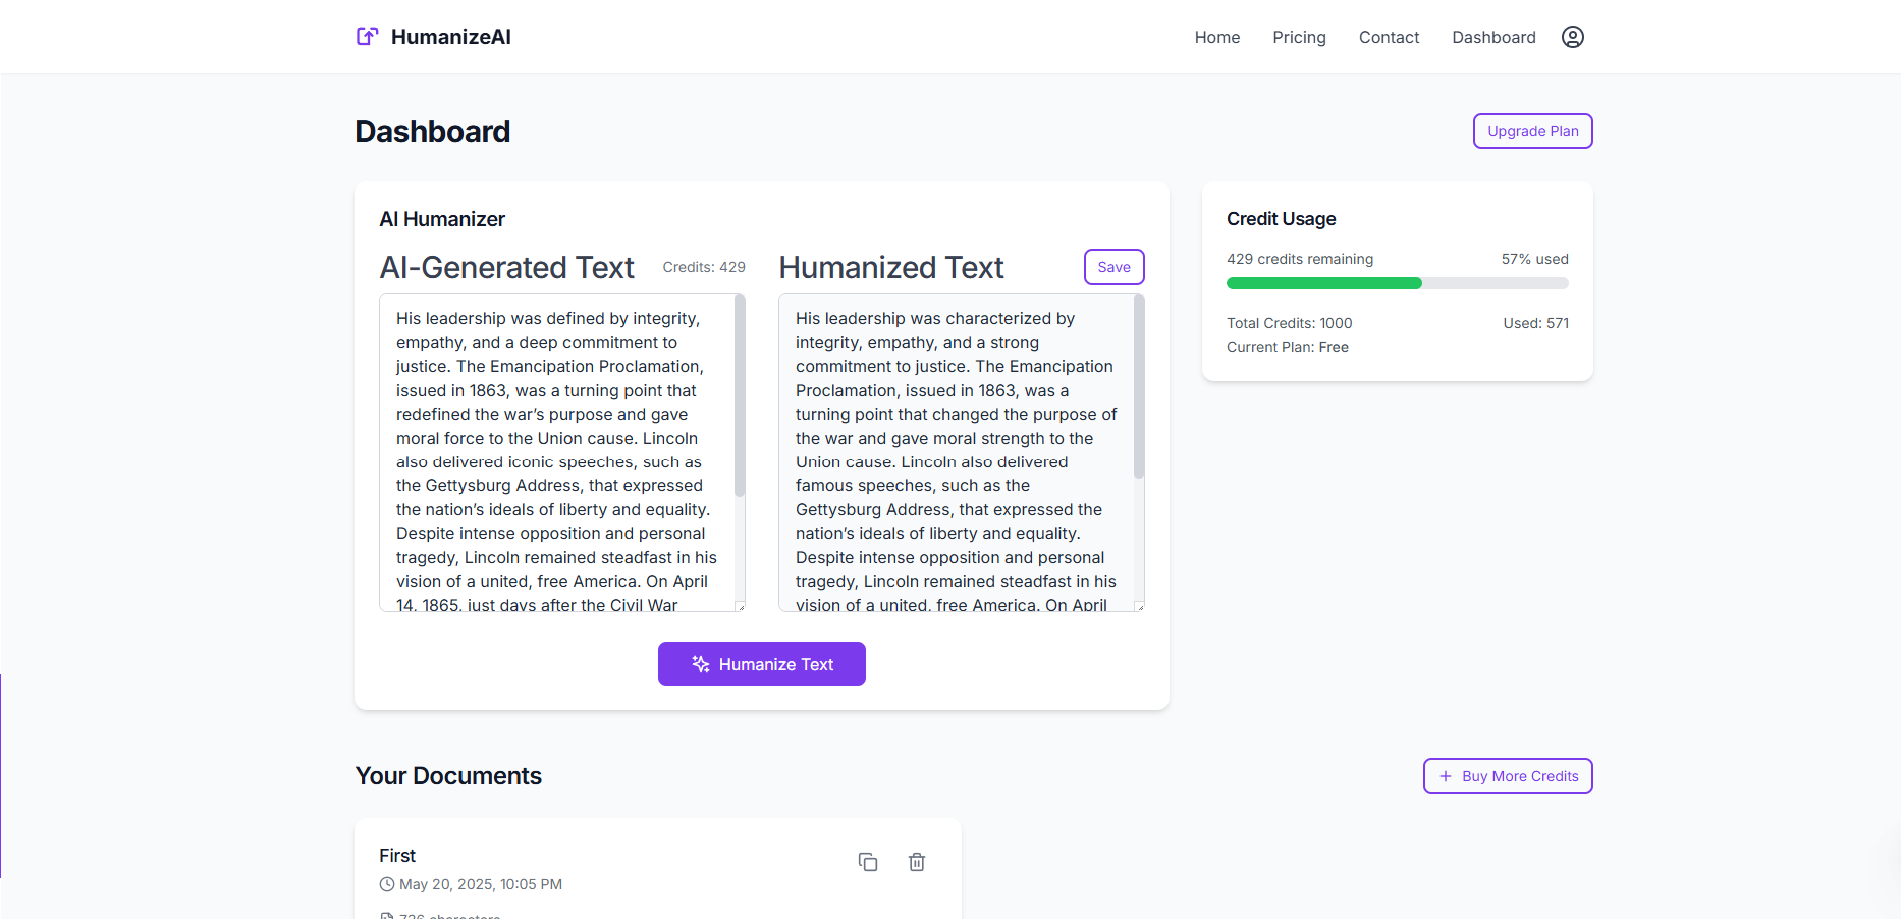 HumanizeAI
Home
Pricing
Contact
Dashboard
Dashboard
Upgrade Plan
AI Humanizer
AI-Generated Text
Credits: 429
His leadership was defined by integrity,
empathy, and a deep commitment to
justice. The Emancipation Proclamation,
issued in 1863, was a turning point that
redefined the war’s purpose and gave
moral force to the Union cause. Lincoln
also delivered iconic speeches, such as
the Gettysburg Address, that expressed
the nation’s ideals of liberty and equality.
Despite intense opposition and personal
tragedy, Lincoln remained steadfast in his
vision of a united, free America. On April
14, 1865, just days after the Civil War
Humanized Text
Save
His leadership was characterized by
integrity, empathy, and a strong
commitment to justice. The Emancipation
Proclamation, issued in 1863, was a
turning point that changed the purpose of
the war and gave moral strength to the
Union cause. Lincoln also delivered
famous speeches, such as the
Gettysburg Address, that expressed the
nation’s ideals of liberty and equality.
Despite intense opposition and personal
tragedy, Lincoln remained steadfast in his
vision of a united, free America. On April
Humanize Text
Credit Usage
429 credits remaining
57% used
Total Credits: 1000
Used: 571
Current Plan: Free
Your Documents
Buy More Credits
First
May 20, 2025, 10:05 PM
characters